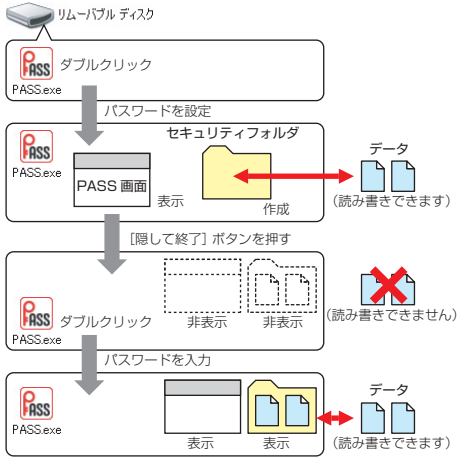 リムーバブル ディスク
PASS
ダブルクリック
PASS.exe
パスワードを設定
PASS
PASS.exe
セキュリティフォルダ
データ
PASS 画面
表示
作成
(読み書きできます)
[隠して終了] ボタンを押す
PASS
ダブルクリック
非表示
非表示
(読み書きできません)
PASS.exe
パスワードを入力
PASS
データ
PASS.exe
表示
表示
(読み書きできます)